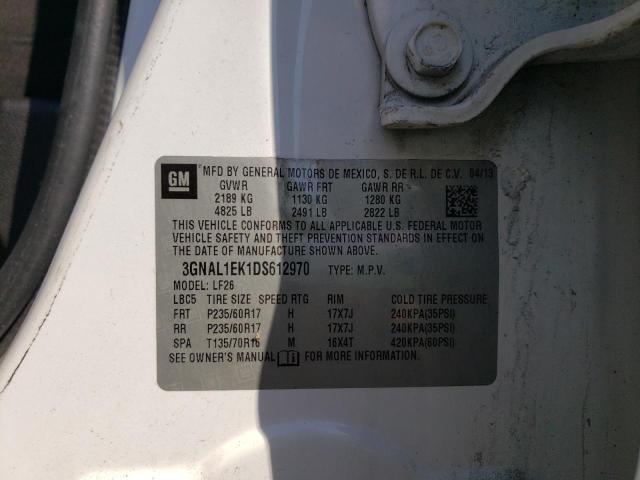 GM
MFD BY GENERAL MOTORS DE MEXICO, S. DE R.L. DE C.V. 04/13
GVWR GAWR FRT GAWR RR
2189 KG 1130 KG 1280 KG
4825 LB 2491 LB 2822 LB
THIS VEHICLE CONFORMS TO ALL APPLICABLE U.S. FEDERAL MOTOR
VEHICLE SAFETY AND THEFT PREVENTION STANDARDS IN EFFECT ON
THE DATE OF MANUFACTURE SHOWN ABOVE.
3GNAL1EK1DS612970 TYPE: M.P.V.
MODEL: LF26
LBC5 TIRE SIZE SPEED RTG RIM COLD TIRE PRESSURE
FRT P235/60R17 H 17X7J 240KPA(35PSI)
RR P235/60R17 H 17X7J 240KPA(35PSI)
SPA T135/70R16 M 16X4T 420KPA(60PSI)
SEE OWNER'S MANUAL FOR MORE INFORMATION.